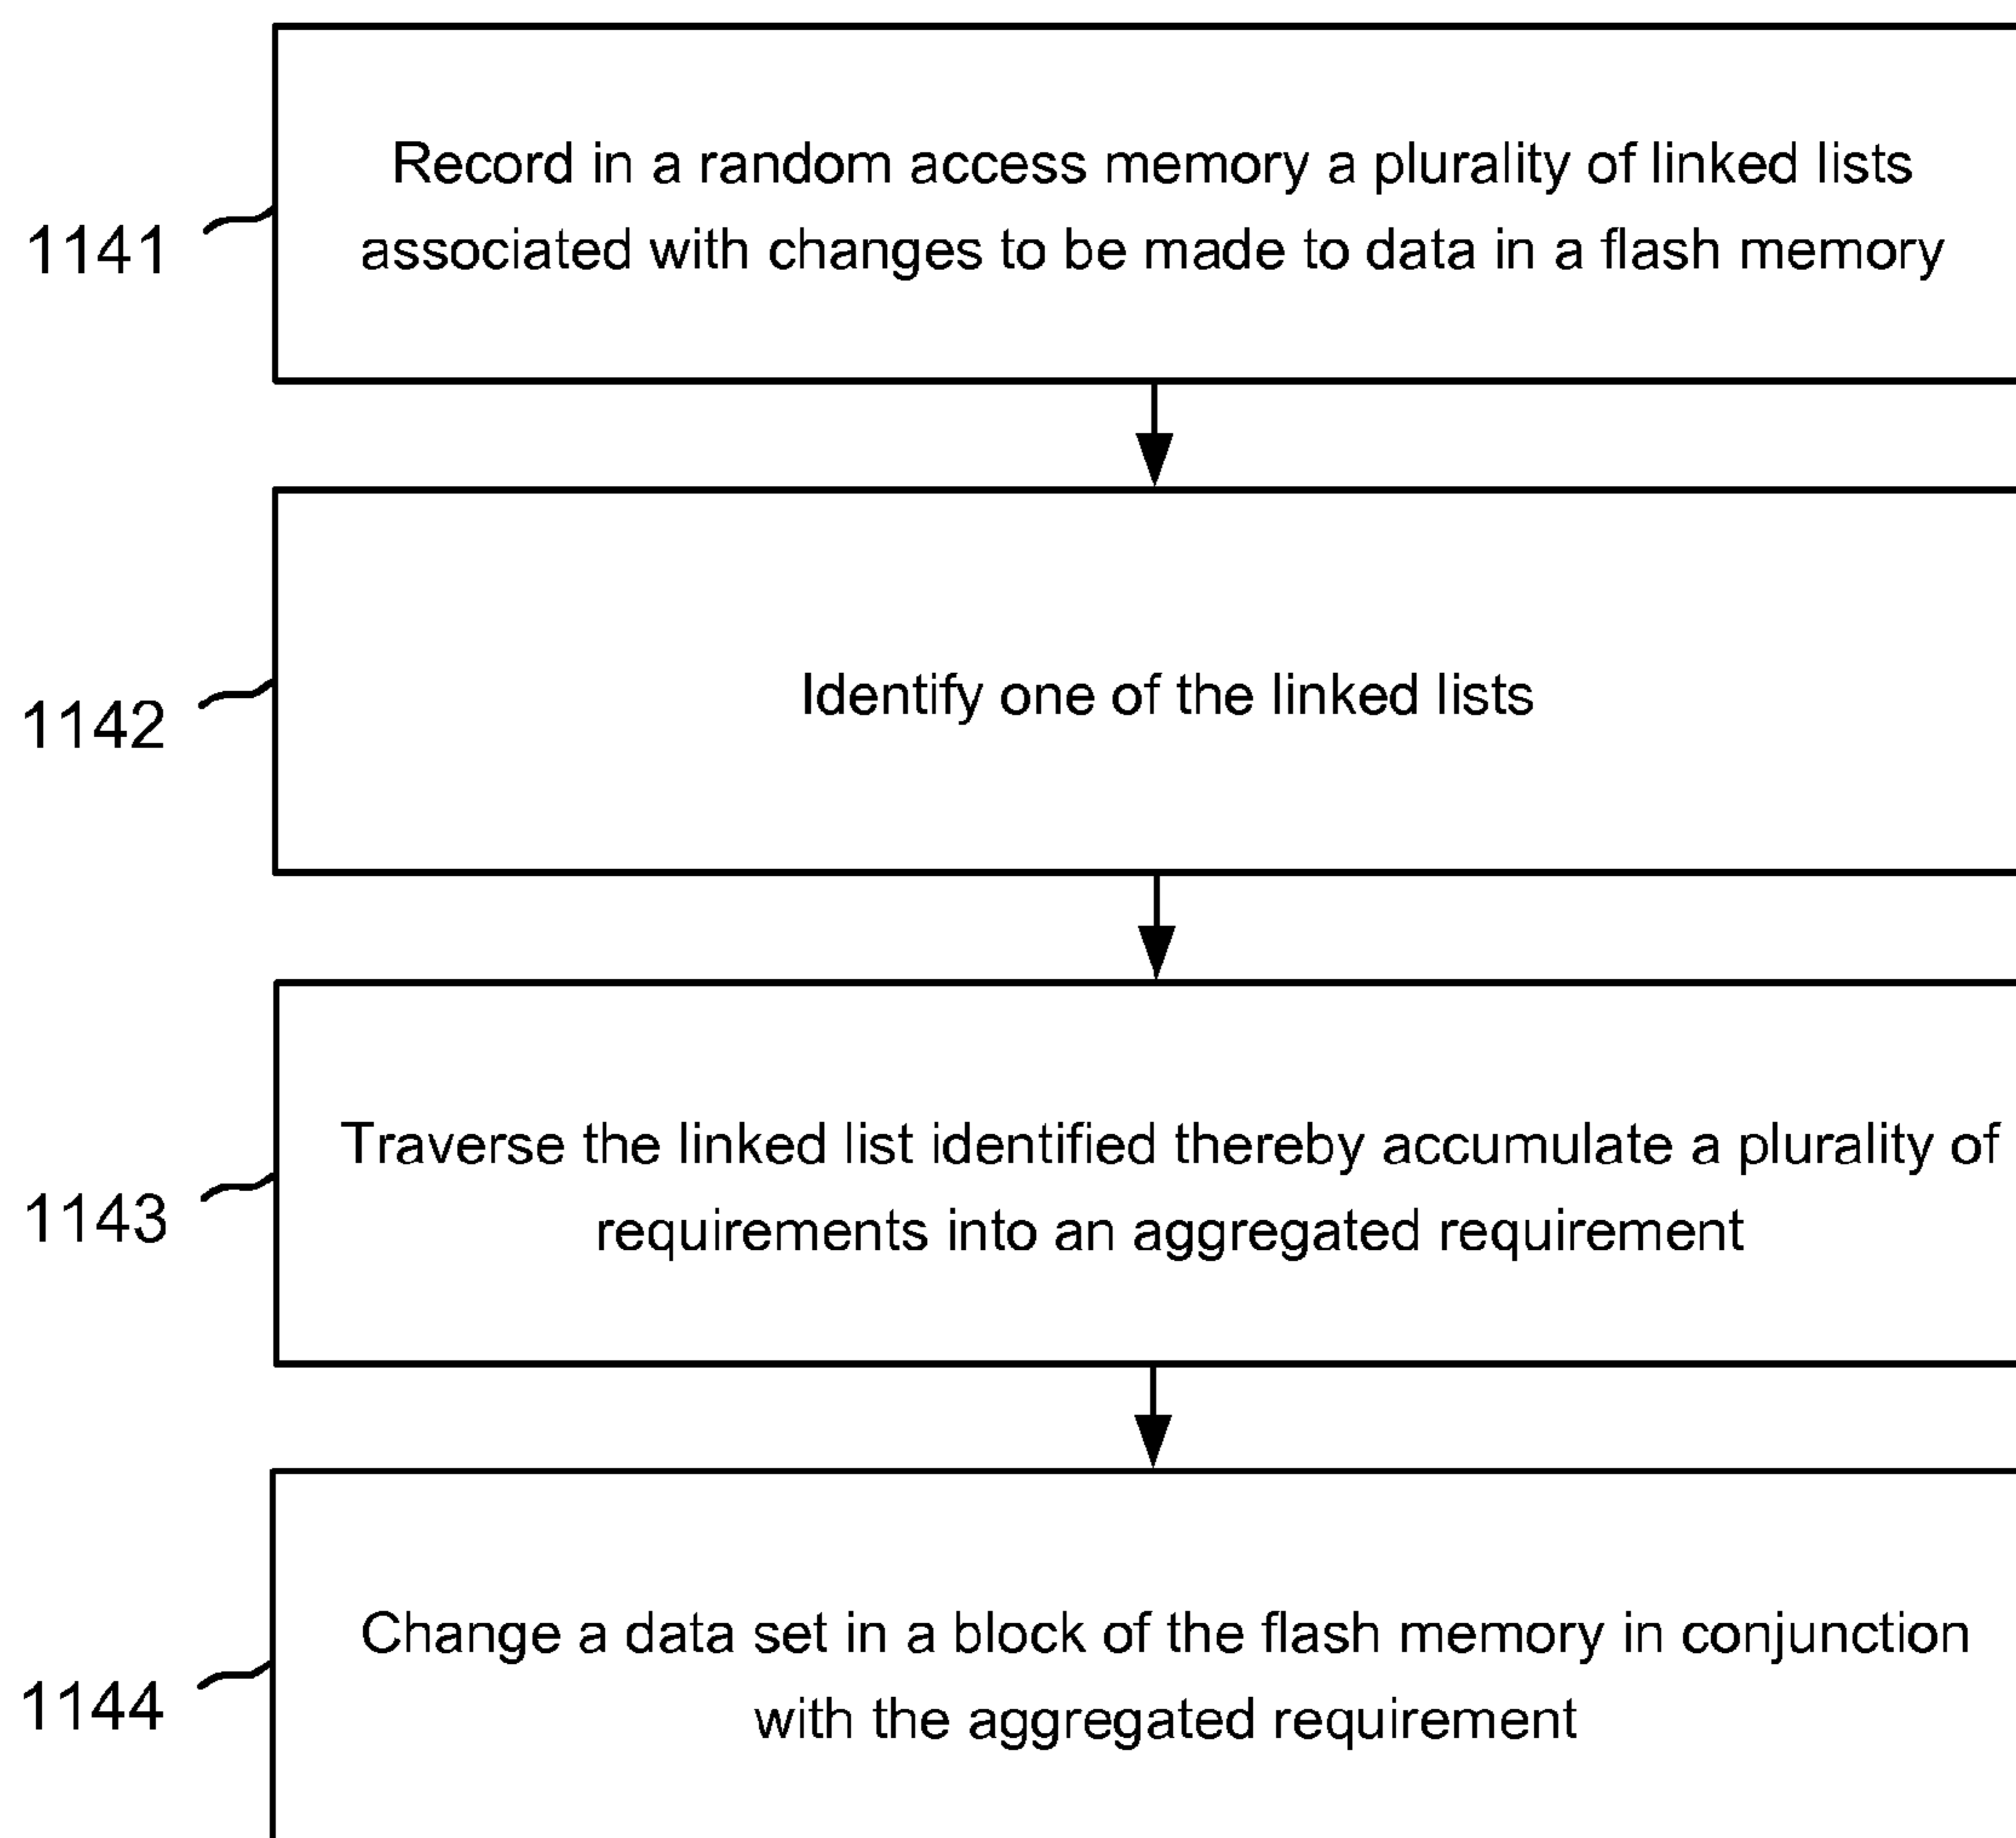 Record in a random access memory a plurality of linked lists
associated with changes to be made to data in a flash memory
1141
Identify one of the linked lists
1142
Traverse the linked list identified thereby accumulate a plurality of
requirements into an aggregated requirement
1143
Change a data set in a block of the flash memory in conjunction
with the aggregated requirement
1144